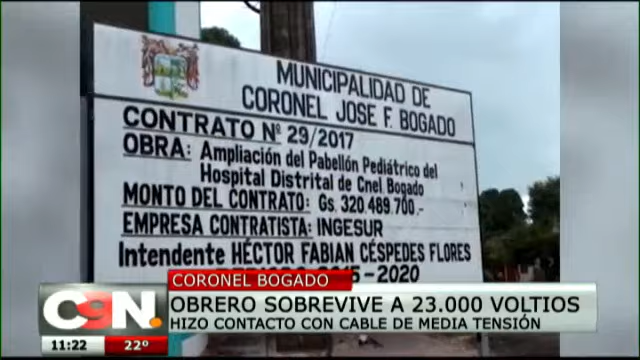 MUNICIPALIDAD DE
CORONEL JOSE F. BOGADO
CONTRATO Nº 29/2017
OBRA: Ampliación del Pabellón Pediátrico del
Hospital Distrital de Cnel. Bogado
MONTO DEL CONTRATO: Gs. 320.489.700.-
EMPRESA CONTRATISTA: INGESUR
Intendente HÉCTOR FABIAN CÉSPEDES FLORES
-2020
CORONEL BOGADO
C9N.
OBRERO SOBREVIVE A 23.000 VOLTIOS
HIZO CONTACTO CON CABLE DE MEDIA TENSIÓN
11:22 22°